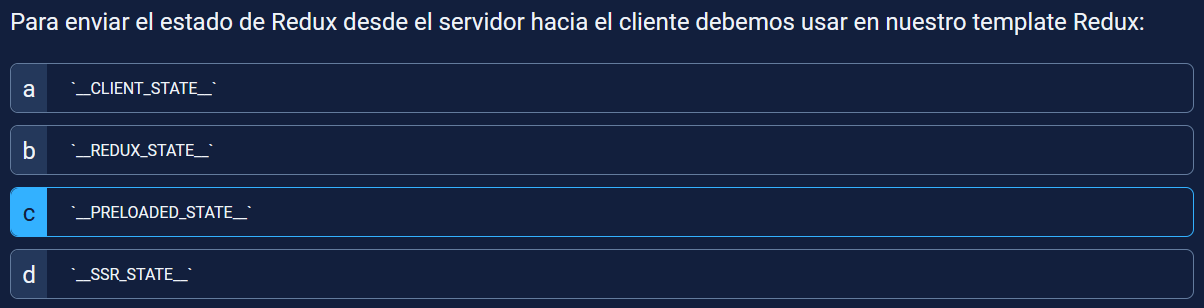 Para enviar el estado de Redux desde el servidor hacia el cliente debemos usar en nuestro template Redux:
a `__CLIENT_STATE__`
b `__REDUX_STATE__`
c `__PRELOADED_STATE__`
d `__SSR_STATE__`